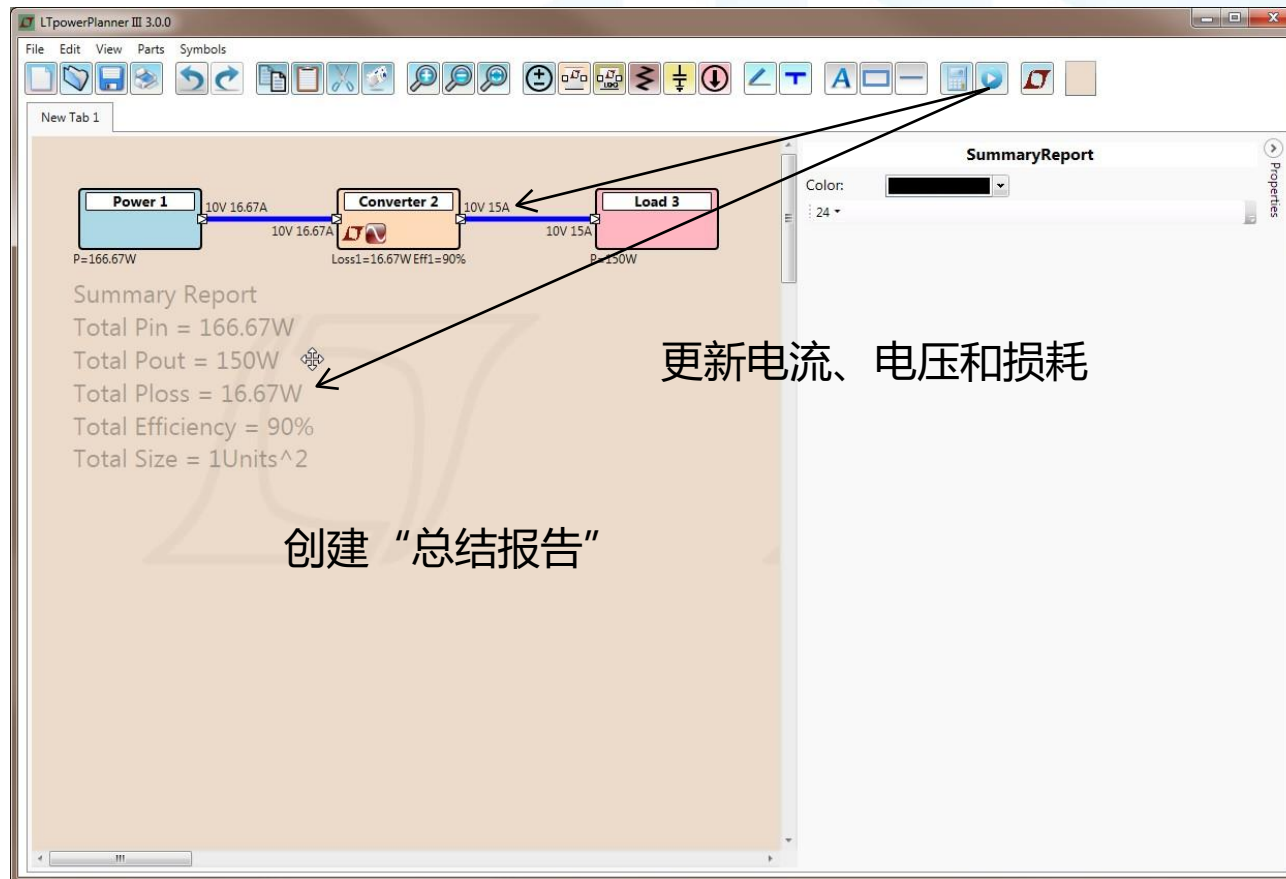 LTpowerPlanner III 3.0.0
File Edit View Parts Symbols
New Tab 1
SummaryReport
Properties
Color:
24
Power 1
10V 16.67A
Converter 2
10V 15A
Load 3
10V 16.67A
10V 15A
P=166.67W
Loss1=16.67W Eff1=90%
P=150W
Summary Report
Total Pin = 166.67W
Total Pout = 150W
Total Ploss = 16.67W
Total Efficiency = 90%
Total Size = 1Units^2
更新电流、电压和损耗
创建“总结报告”